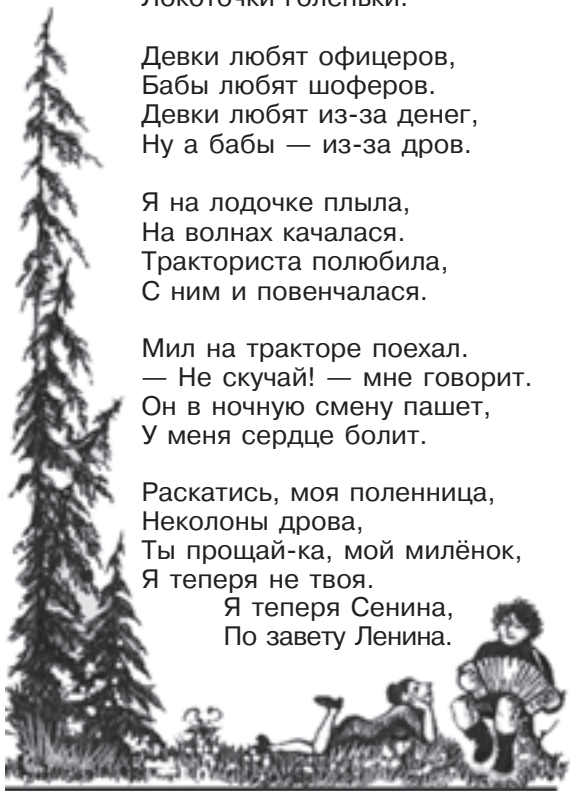 Локоточки голеньки.
Девки любят офицеров,
Бабы любят шоферов.
Девки любят из-за денег,
Ну а бабы — из-за дров.
Я на лодочке плыла,
На волнах качалася.
Тракториста полюбила,
С ним и повенчалася.
Мил на тракторе поехал.
— Не скучай! — мне говорит.
Он в ночную смену пашет,
У меня сердце болит.
Раскатись, моя поленница,
Неколоны дрова,
Ты прощай-ка, мой милёнок,
Я теперя не твоя.
Я теперя Сенина,
По завету Ленина.